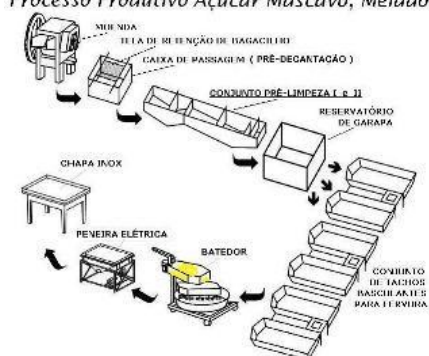 Processo Produtivo Açúcar Mascavo, Melado
MOENDA
TELA DE RETENÇÃO DE BAGACILHO
CAIXA DE PASSAGEM ( PRÉ-DECANTAÇÃO )
CONJUNTO PRÉ-LIMPEZA I e II
RESERVATÓRIO
DE GARAPA
CHAPA INOX
PENEIRA ELÉTRICA
BATEDOR
CONJUNTO
DE TACHOS
BASCULANTES
PARA FERVURA